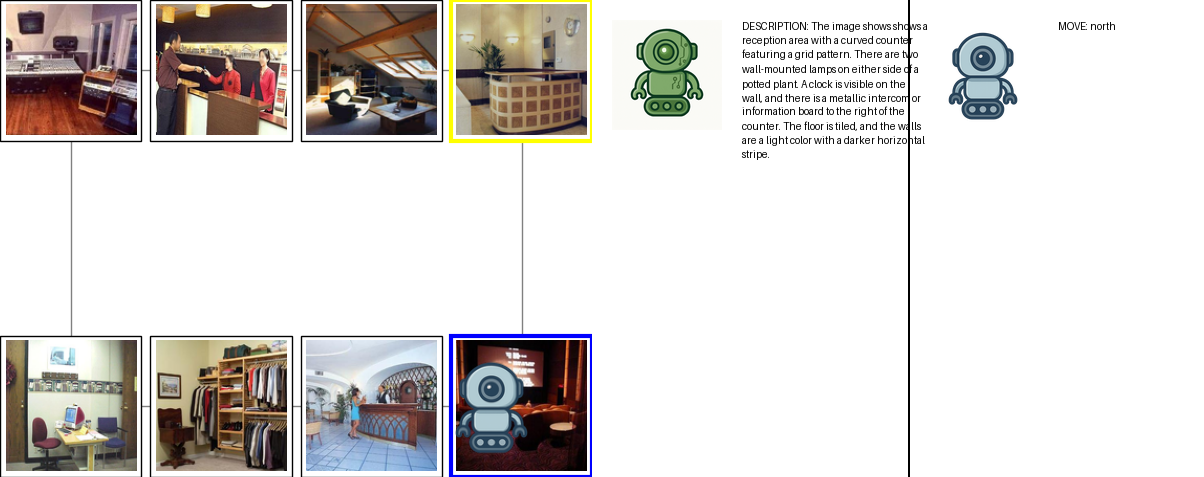 DESCRIPTION: The image shows shows a
reception area with a curved counter
featuring a grid pattern. There are two
wall-mounted lamps on either side of a
potted plant. A clock is visible on the
wall, and there is a metallic intercom or
information board to the right of the
counter. The floor is tiled, and the walls
are a light color with a darker horizontal
stripe.
MOVE: north